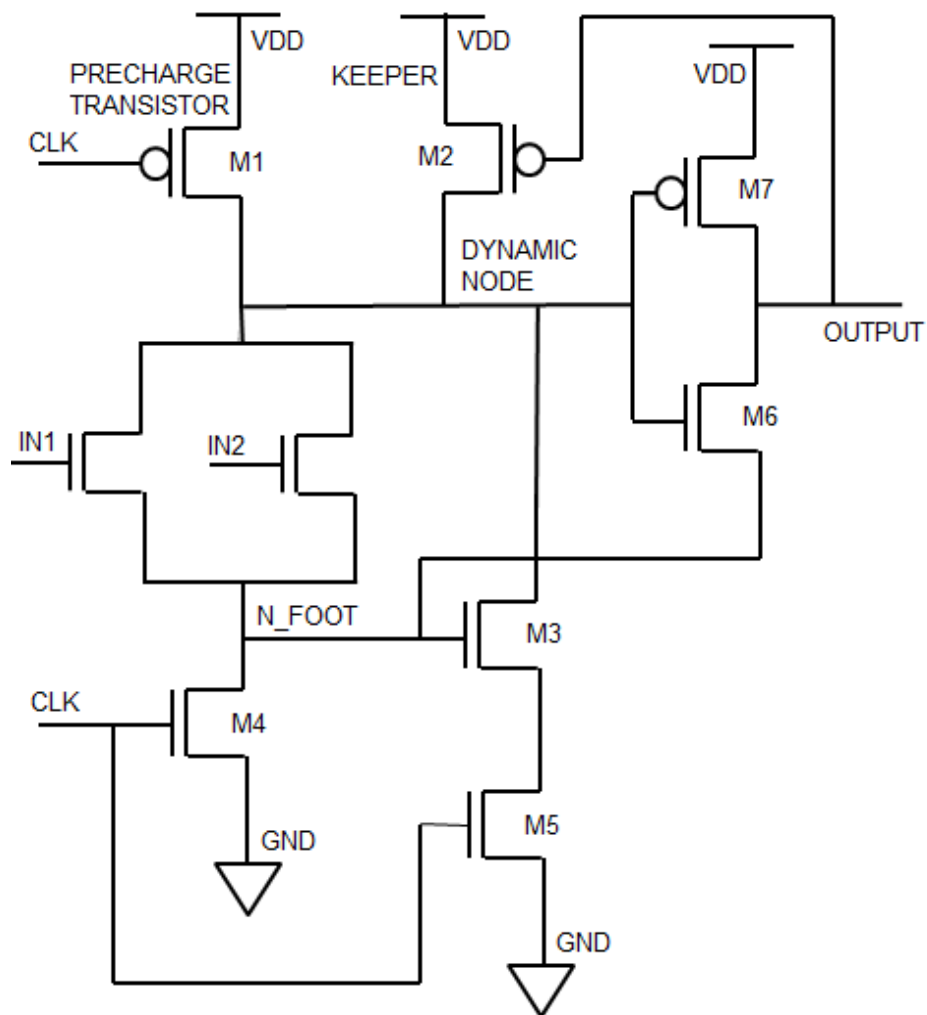 VDD
VDD
VDD
PRECHARGE
TRANSISTOR
KEEPER
CLK
M1
M2
M7
DYNAMIC
NODE
OUTPUT
M6
IN1
IN2
N_FOOT
M3
CLK
M4
M5
GND
GND